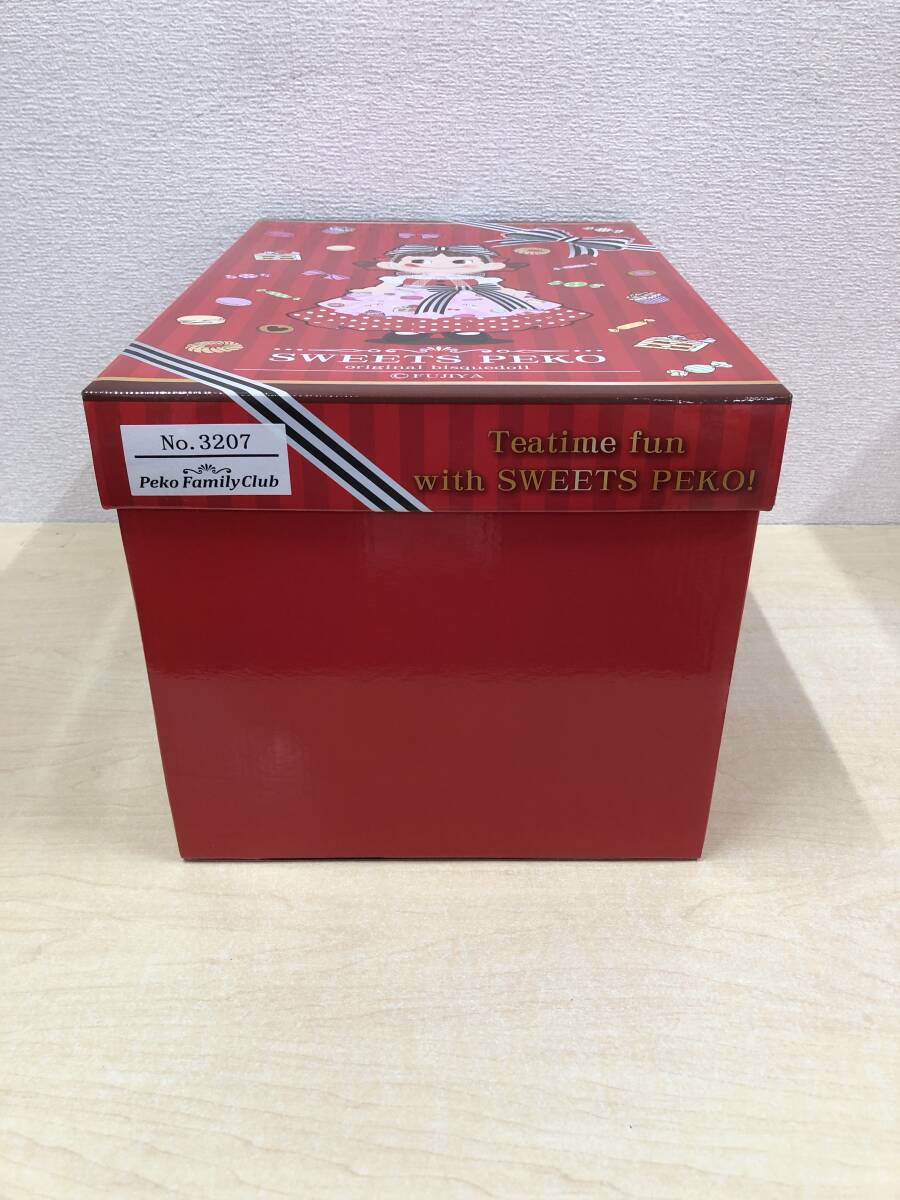 SWEETS PEKO
original bisquedoll
©FUJIYA
No.3207
Peko Family Club
Teatime fun
with SWEETS PEKO!